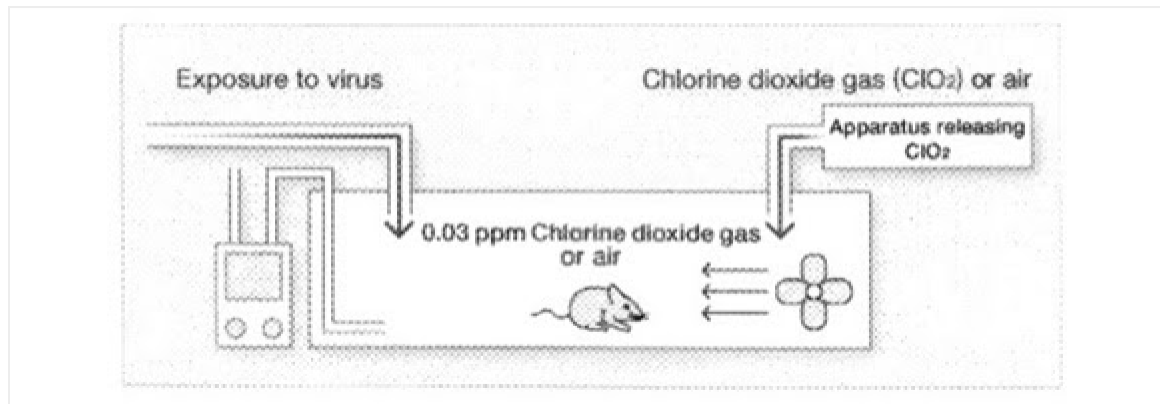 Exposure to virus
Chlorine dioxide gas (ClO₂) or air
Apparatus releasing
ClO₂
0.03 ppm Chlorine dioxide gas
or air